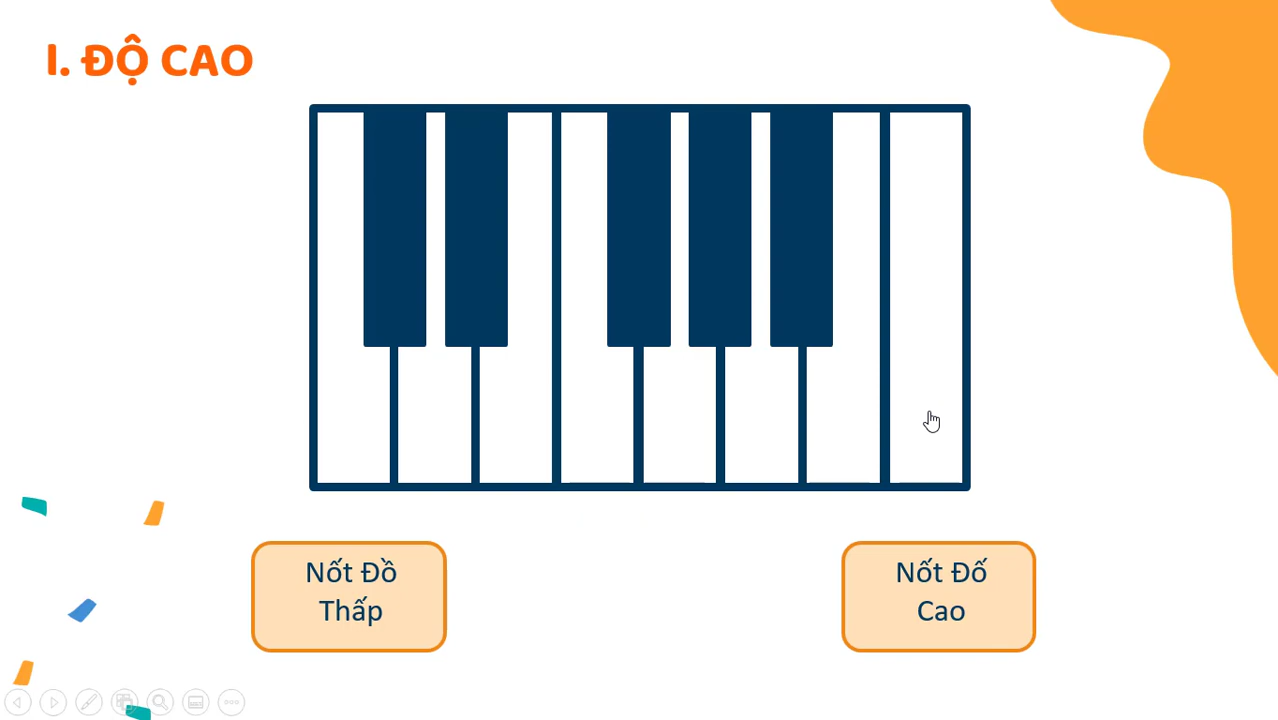 I. ĐỘ CAO
Nốt Đồ
Thấp
Nốt Đố
Cao